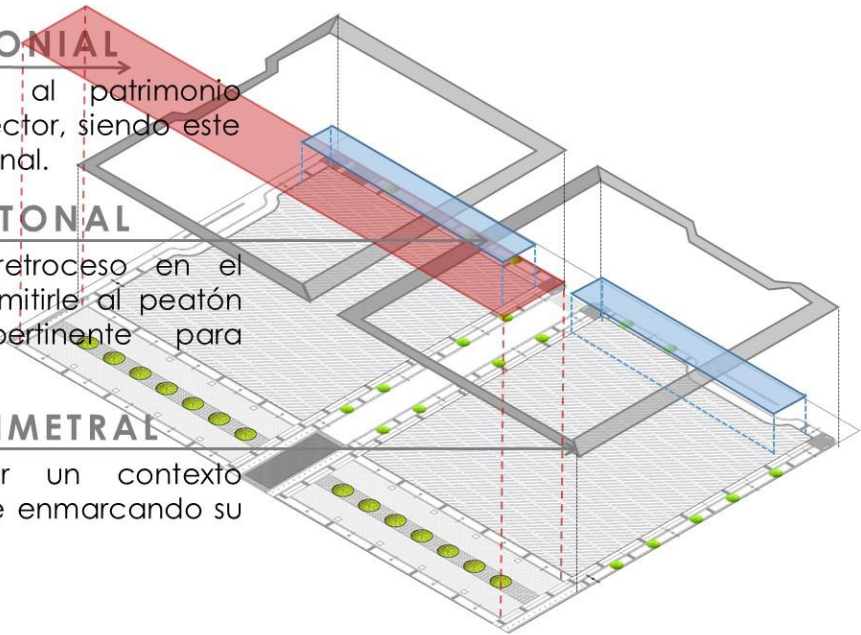 ONIAL
al patrimonio
ector, siendo este
nal.
TONAL
retroceso en el
mitirle al peatón
pertinente para
IMETRAL
r un contexto
e enmarcando su